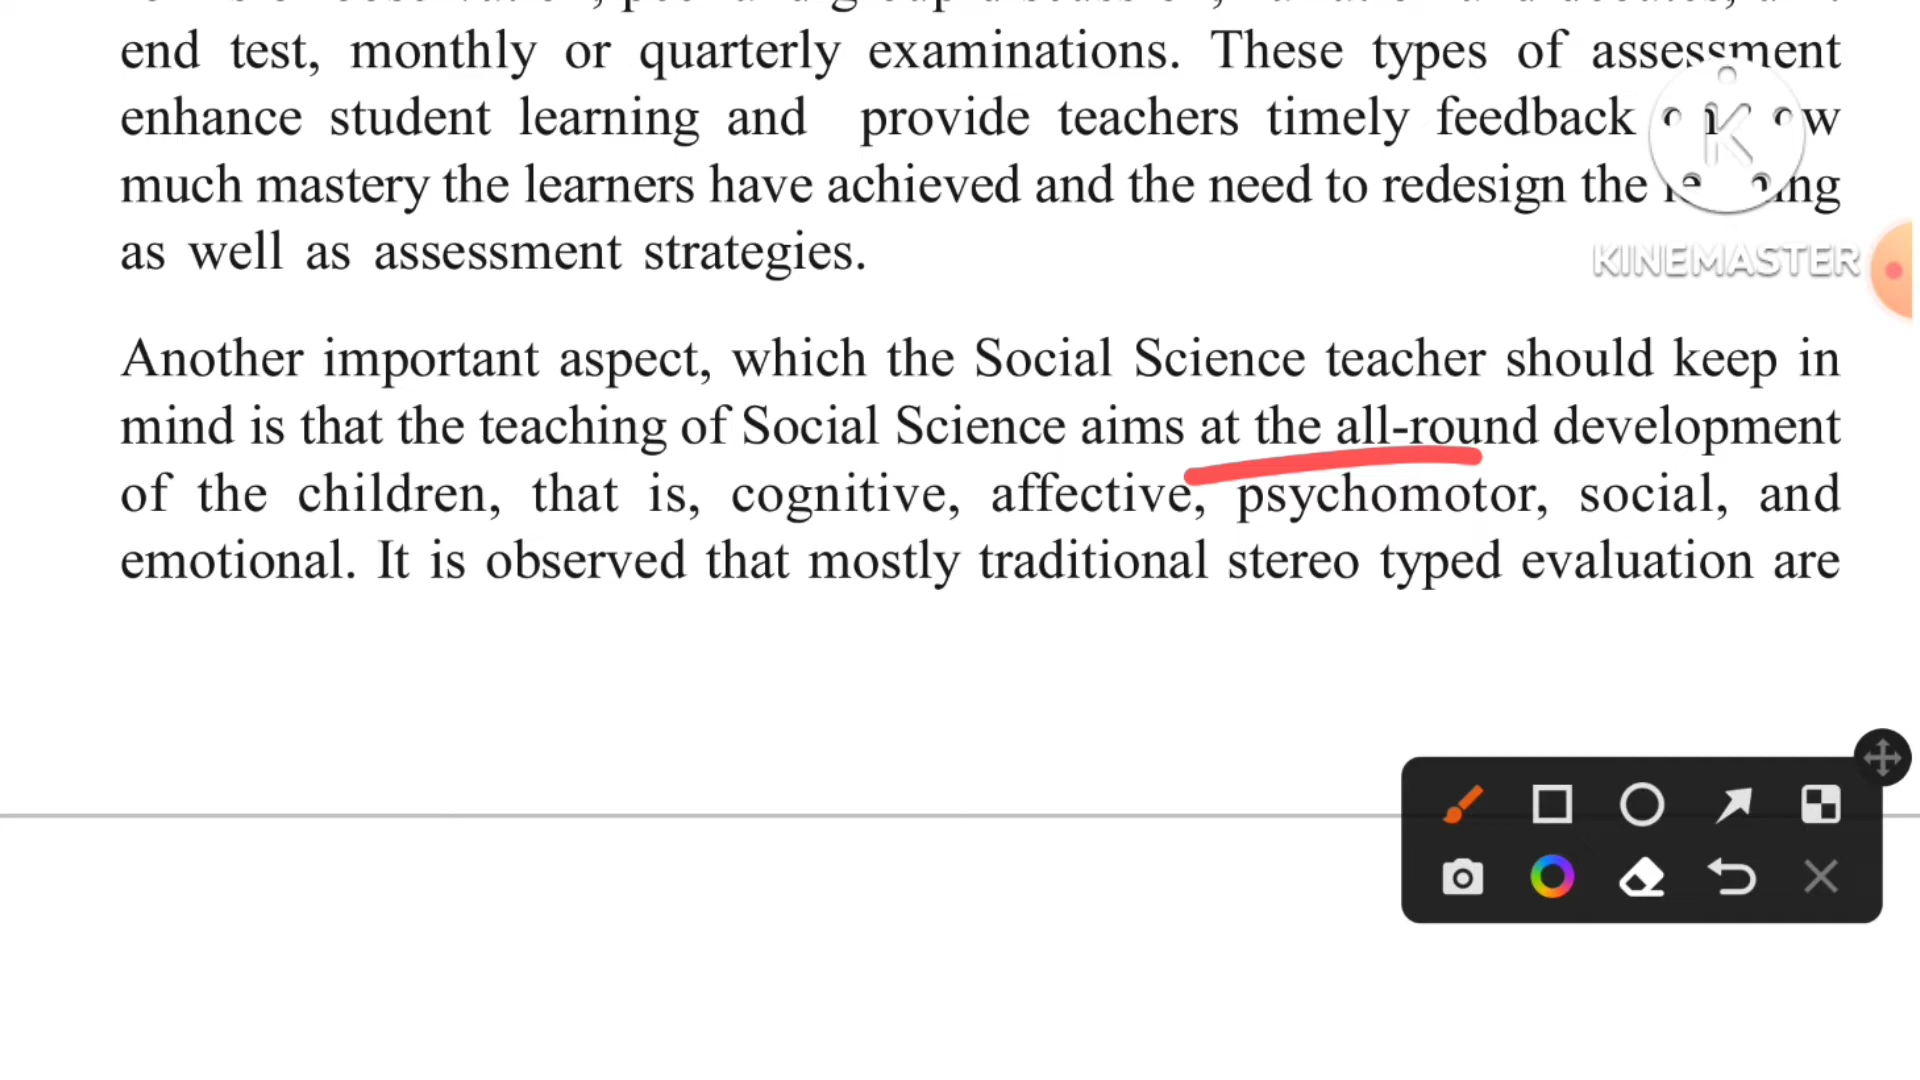 end test, monthly or quarterly examinations. These types of assessment
enhance student learning and provide teachers timely feedback
much mastery the learners have achieved and the need to redesign the
as well as assessment strategies.
KINEMASTER
Another important aspect, which the Social Science teacher should keep in
mind is that the teaching of Social Science aims at the all-round development
of the children, that is, cognitive, affective, psychomotor, social, and
emotional. It is observed that mostly traditional stereo typed evaluation are